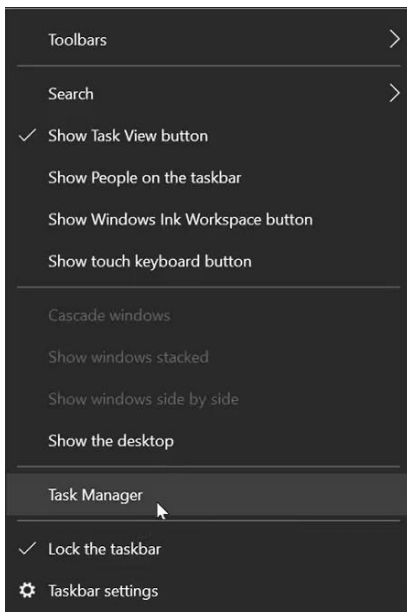 Toolbars
Search
Show Task View button
Show People on the taskbar
Show Windows Ink Workspace button
Show touch keyboard button
Cascade windows
Show windows stacked
Show windows side by side
Show the desktop
Task Manager
Lock the taskbar
Taskbar settings